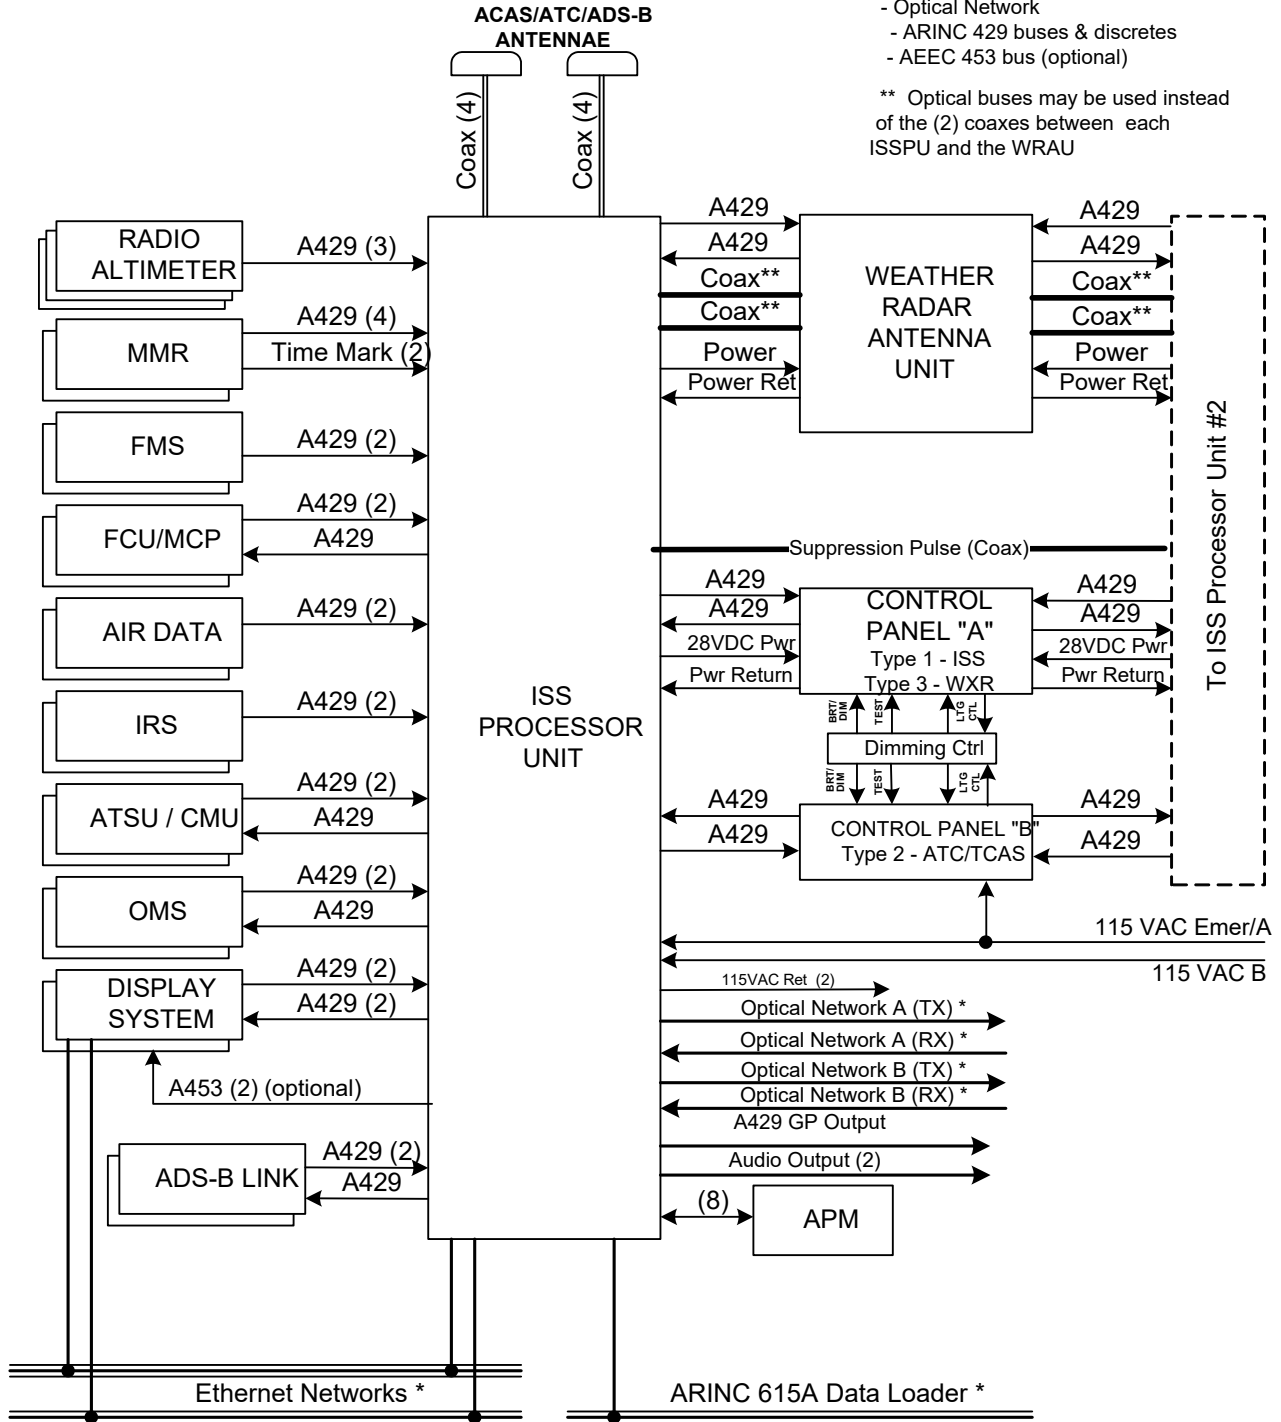 ACAS/ATC/ADS-B
ANTENNAE
- Optical Network
- ARINC 429 buses & discretes
- AEEC 453 bus (optional)
** Optical buses may be used instead
of the (2) coaxes between each
ISSPU and the WRAU
Coax (4)
Coax (4)
RADIO
ALTIMETER
A429 (3)
MMR
A429 (4)
Time Mark (2)
FMS
A429 (2)
FCU/MCP
A429 (2)
A429
AIR DATA
A429 (2)
IRS
A429 (2)
ATSU / CMU
A429 (2)
A429
OMS
A429 (2)
A429
DISPLAY
SYSTEM
A429 (2)
A429 (2)
A453 (2) (optional)
ADS-B LINK
A429 (2)
A429
ISS
PROCESSOR
UNIT
A429
A429
Coax**
Coax**
Power
Power Ret
WEATHER
RADAR
ANTENNA
UNIT
A429
A429
Coax**
Coax**
Power
Power Ret
To ISS Processor Unit #2
Suppression Pulse (Coax)
A429
A429
28VDC Pwr
Pwr Return
CONTROL
PANEL "A"
Type 1 - ISS
Type 3 - WXR
A429
A429
28VDC Pwr
Pwr Return
BRT/
DIM
TEST
LTG
CTL
Dimming Ctrl
BRT/
DIM
TEST
LTG
CTL
A429
A429
CONTROL PANEL "B"
Type 2 - ATC/TCAS
A429
A429
115 VAC Emer/A
115 VAC B
115VAC Ret (2)
Optical Network A (TX) *
Optical Network A (RX) *
Optical Network B (TX) *
Optical Network B (RX) *
A429 GP Output
Audio Output (2)
(8)
APM
Ethernet Networks *
ARINC 615A Data Loader *